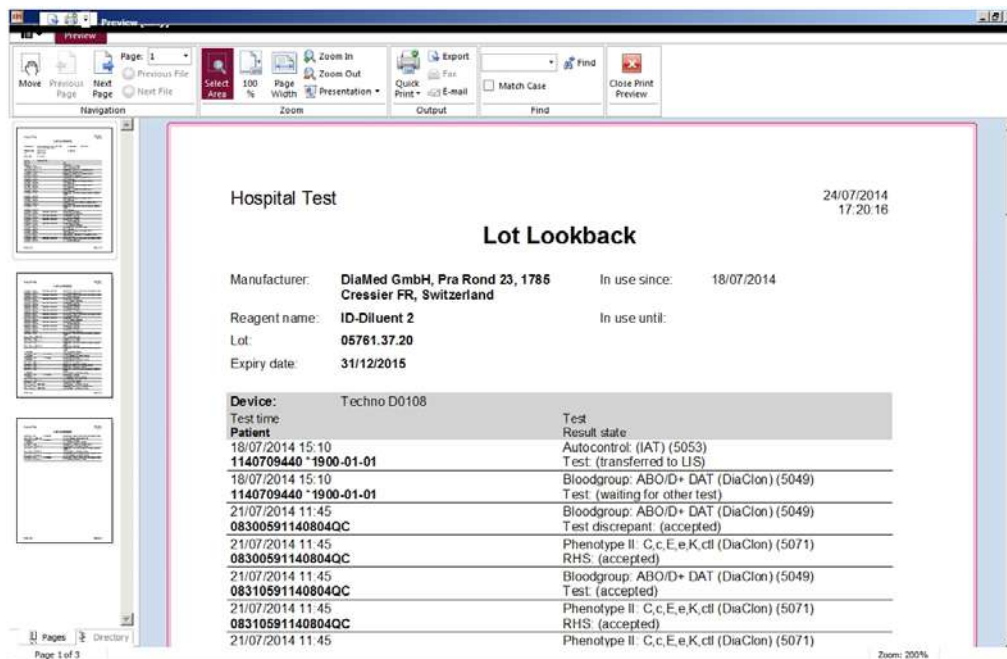 Preview
Preview
Move
Previous Page
Next Page
Page: 1
Previous File
Next File
Navigation
Select Area
100 %
Page Width
Zoom In
Zoom Out
Presentation
Zoom
Quick Print
Export
Fax
E-mail
Output
Find
Match Case
Find
Close Print Preview
Hospital Test
24/07/2014
17:20:16
Lot Lookback
Manufacturer: DiaMed GmbH, Pra Rond 23, 1785 In use since: 18/07/2014
Cressier FR, Switzerland
Reagent name: ID-Diluent 2 In use until:
Lot: 05761.37.20
Expiry date: 31/12/2015
Device: Techno D0108
Test time Test
Patient Result state
18/07/2014 15:10 Autocontrol: (IAT) (5053)
1140709440 *1900-01-01 Test: (transferred to LIS)
18/07/2014 15:10 Bloodgroup: ABO/D+ DAT (DiaClon) (5049)
1140709440 *1900-01-01 Test: (waiting for other test)
21/07/2014 11:45 Bloodgroup: ABO/D+ DAT (DiaClon) (5049)
08300591140804QC Test discrepant: (accepted)
21/07/2014 11:45 Phenotype II: C,c,E,e,K,ctl (DiaClon) (5071)
08300591140804QC RHS: (accepted)
21/07/2014 11:45 Bloodgroup: ABO/D+ DAT (DiaClon) (5049)
08310591140804QC Test: (accepted)
21/07/2014 11:45 Phenotype II: C,c,E,e,K,ctl (DiaClon) (5071)
08310591140804QC RHS: (accepted)
21/07/2014 11:45 Phenotype II: C,c,E,e,K,ctl (DiaClon) (5071)
Pages Directory
Page 1 of 3
Zoom: 200%